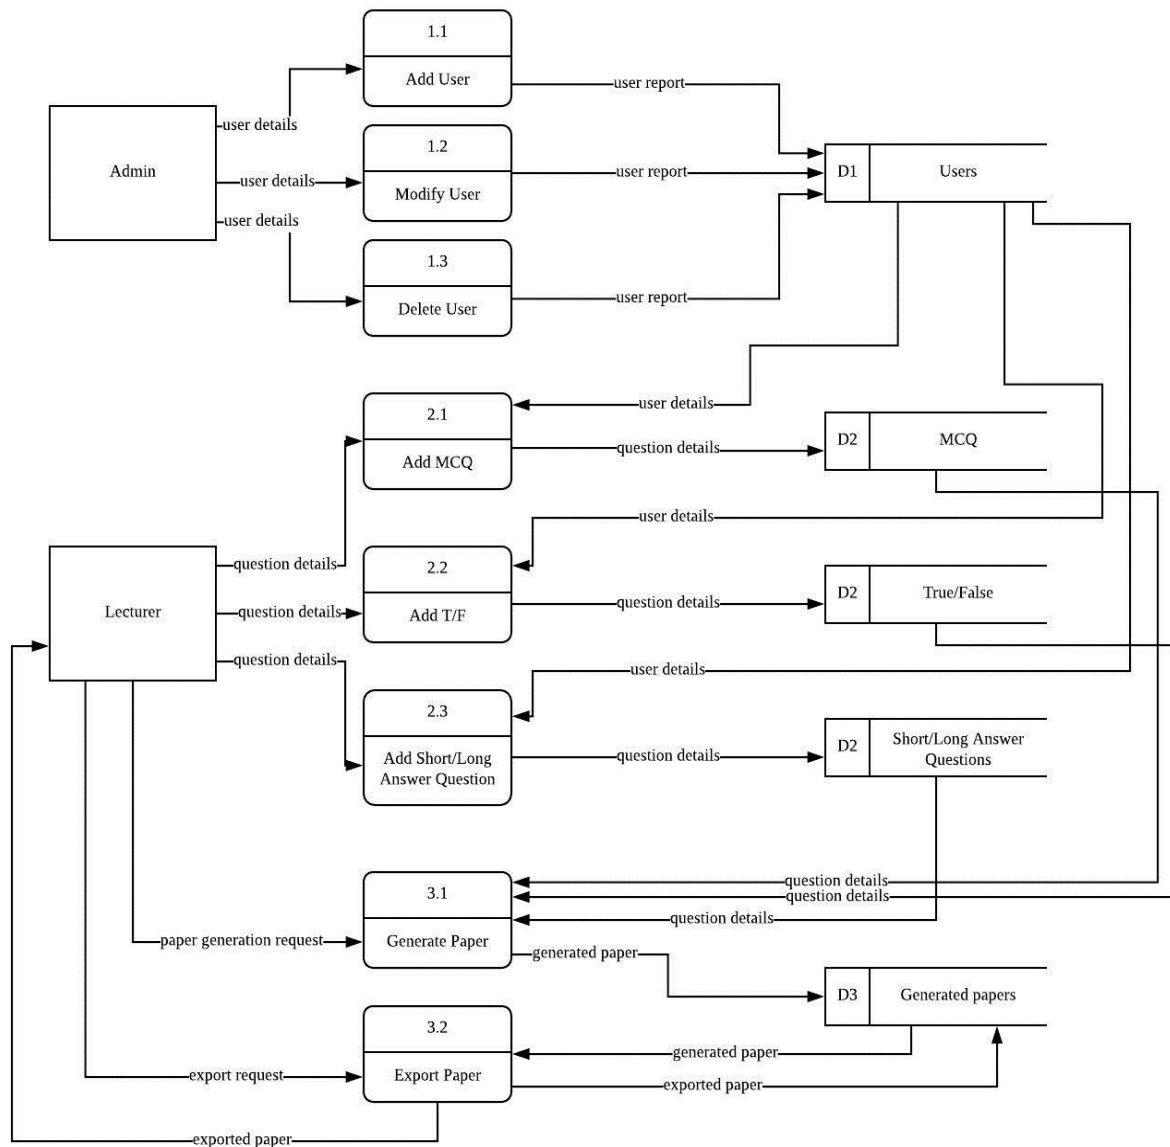 1.1
Add User
user report
user details
Admin
1.2
Modify User
user details
user report
D1
Users
user details
1.3
Delete User
user report
2.1
Add MCQ
user details
question details
D2
MCQ
user details
question details
Lecturer
question details
question details
2.2
Add T/F
question details
D2
True/False
user details
2.3
Add Short/Long
Answer Question
question details
D2
Short/Long Answer
Questions
question details
question details
question details
3.1
Generate Paper
paper generation request
generated paper
D3
Generated papers
3.2
Export Paper
export request
generated paper
exported paper
exported paper